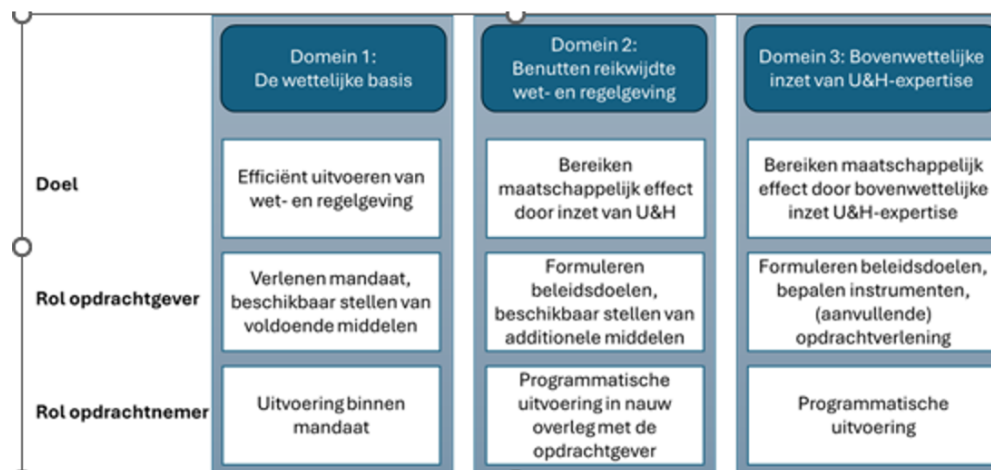 Domein 1:
De wettelijke basis
Domein 2:
Benutten reikwijdte
wet- en regelgeving
Domein 3: Bovenwettelijke
inzet van U&H-expertise
Doel
Efficiënt uitvoeren van
wet- en regelgeving
Bereiken
maatschappelijk effect
door inzet van U&H
Bereiken maatschappelijk
effect door bovenwettelijke
inzet U&H-expertise
Rol opdrachtgever
Verlenen mandaat,
beschikbaar stellen van
voldoende middelen
Formuleren
beleidsdoelen,
beschikbaar stellen van
additionele middelen
Formuleren beleidsdoelen,
bepalen instrumenten,
(aanvullende)
opdrachtverlening
Rol opdrachtnemer
Uitvoering binnen
mandaat
Programmatische
uitvoering in nauw
overleg met de
opdrachtgever
Programmatische
uitvoering